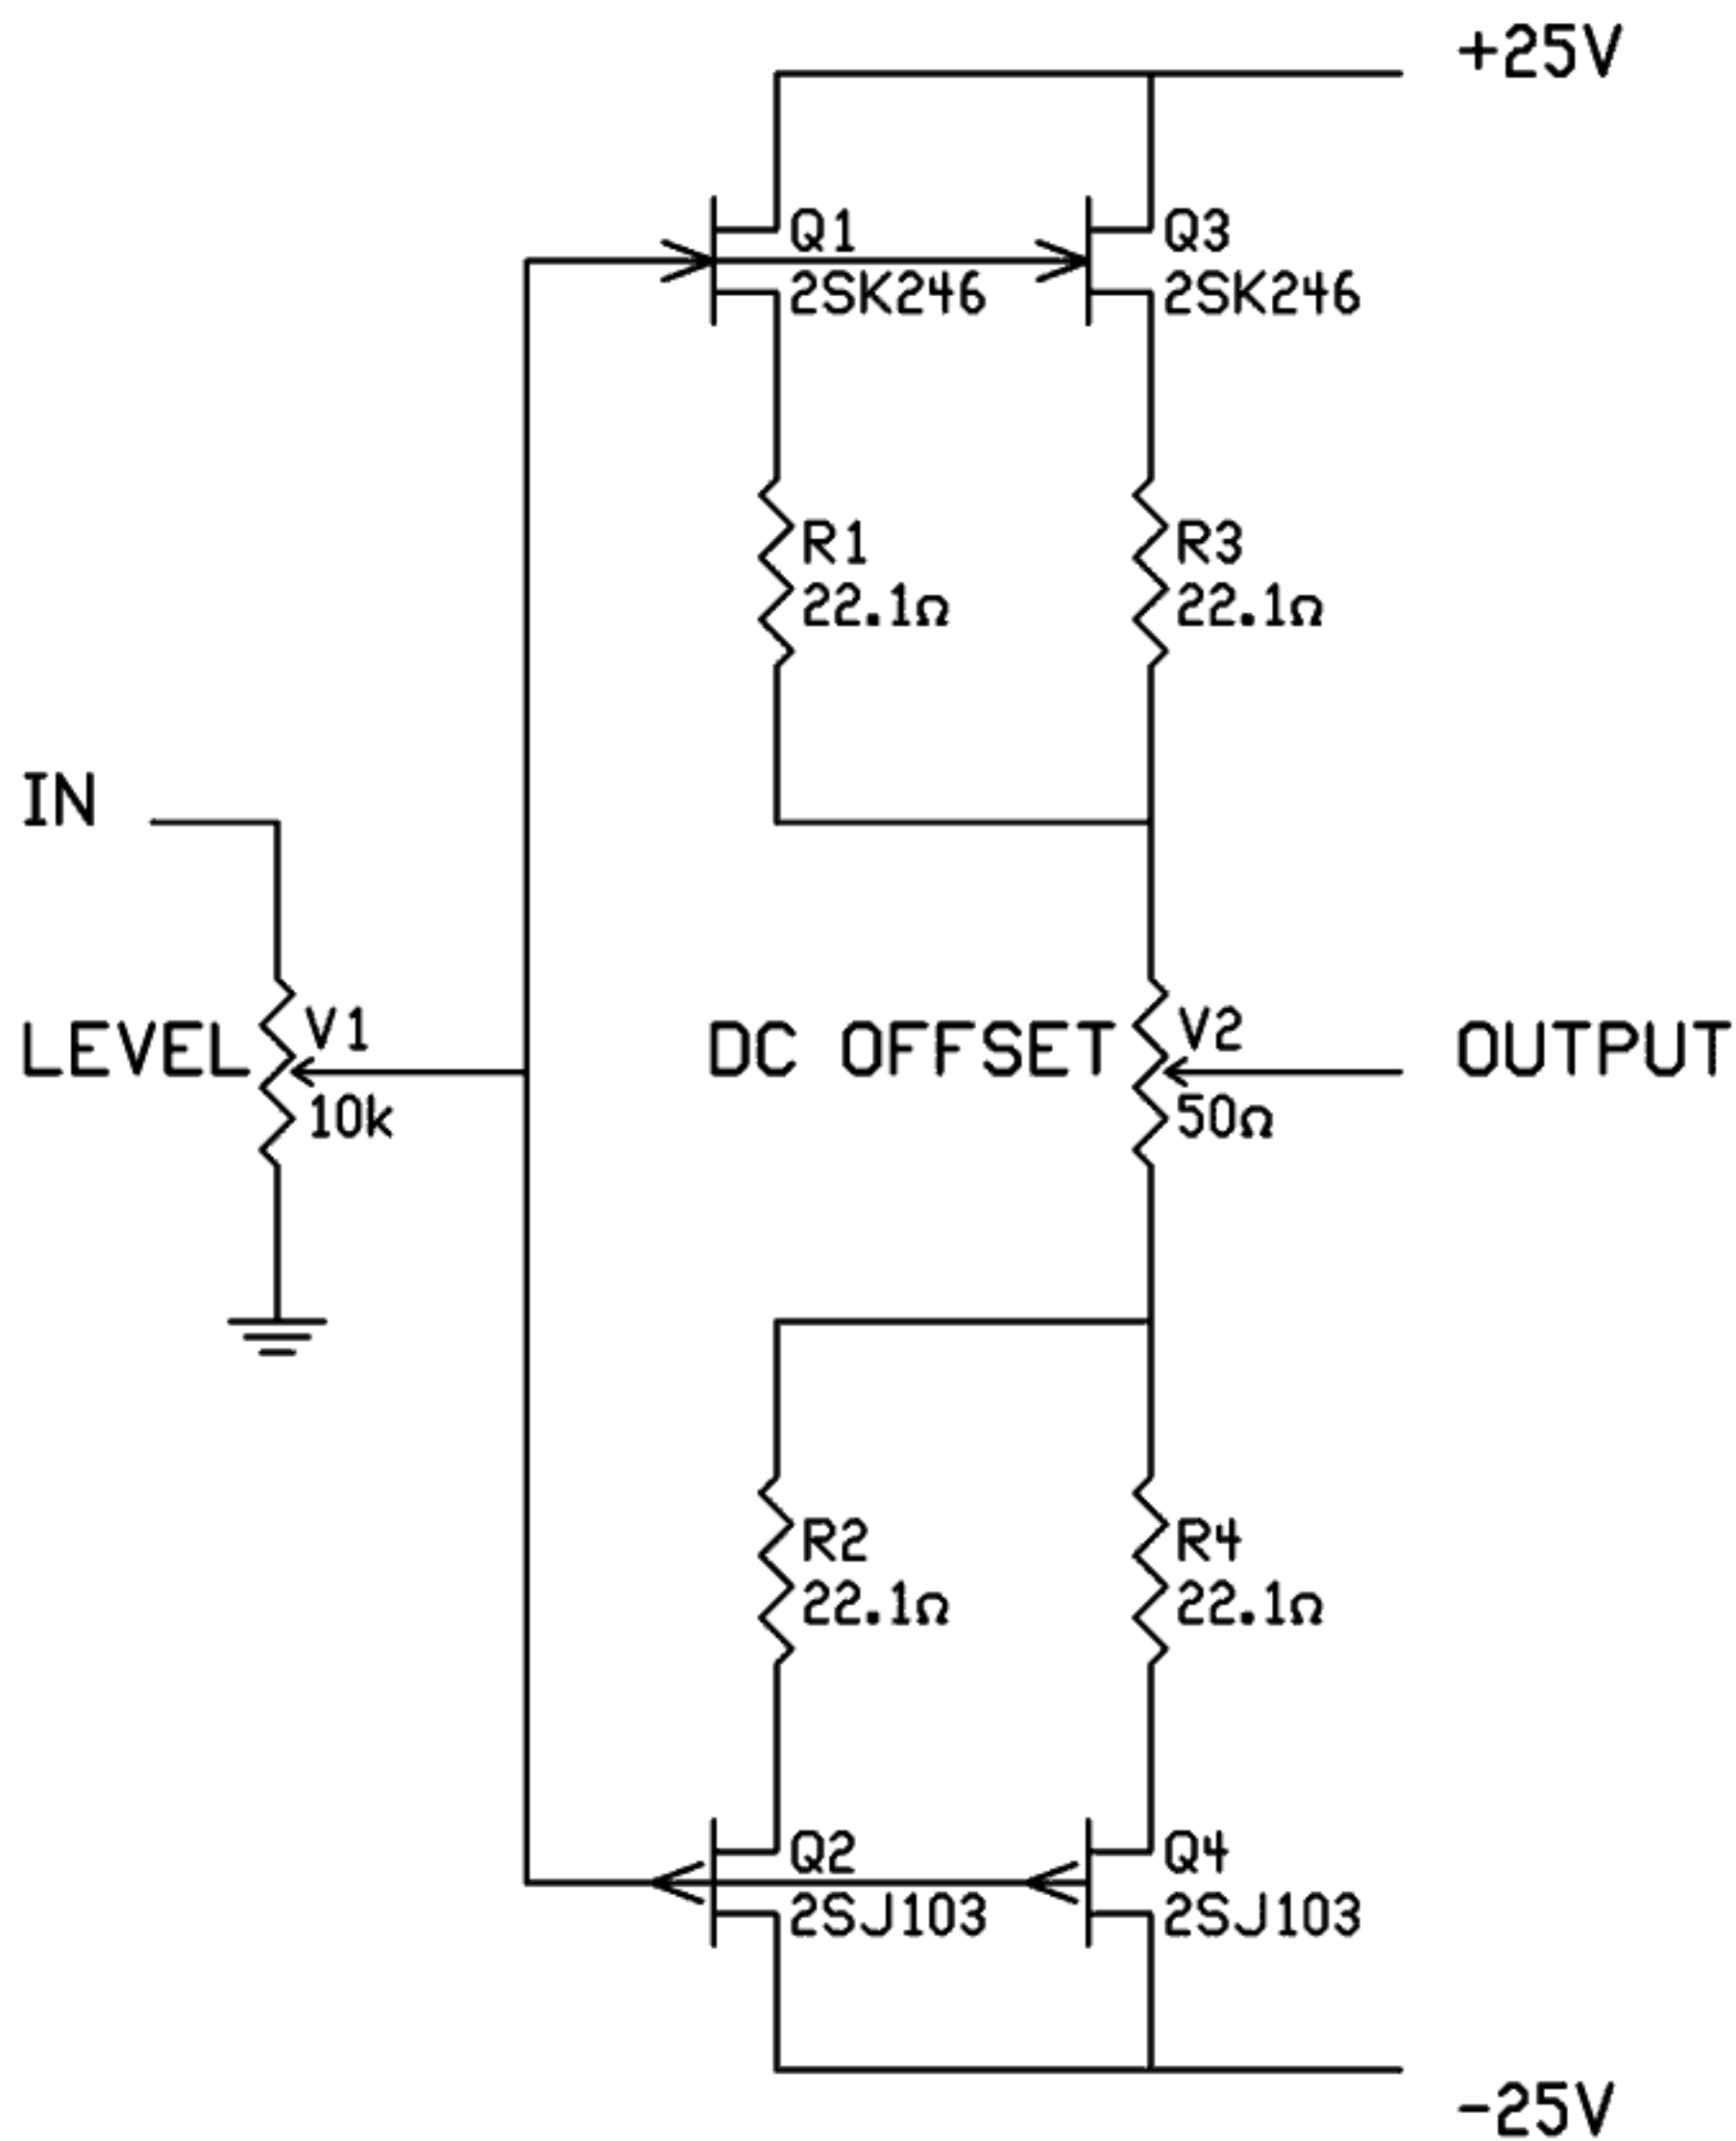 +25V
Q1
2SK246
Q3
2SK246
R1
22.1Ω
R3
22.1Ω
IN
LEVEL
V1
10k
DC OFFSET
V2
50Ω
OUTPUT
R2
22.1Ω
R4
22.1Ω
Q2
2SJ103
Q4
2SJ103
-25V